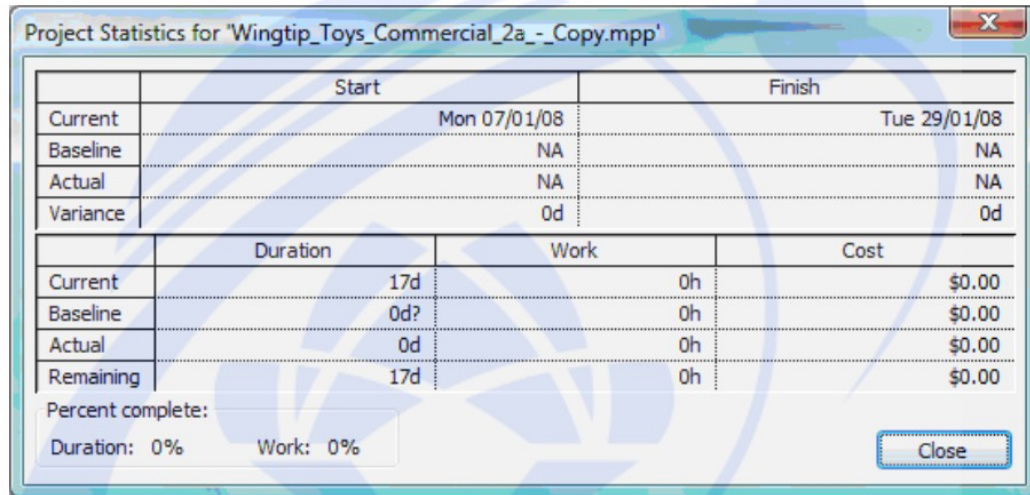 Project Statistics for 'Wingtip_Toys_Commercial_2a_-_Copy.mpp'
Start Finish
Current Mon 07/01/08 Tue 29/01/08
Baseline NA NA
Actual NA NA
Variance 0d 0d
Duration Work Cost
Current 17d 0h $0.00
Baseline 0d? 0h $0.00
Actual 0d 0h $0.00
Remaining 17d 0h $0.00
Percent complete:
Duration: 0% Work: 0%
Close